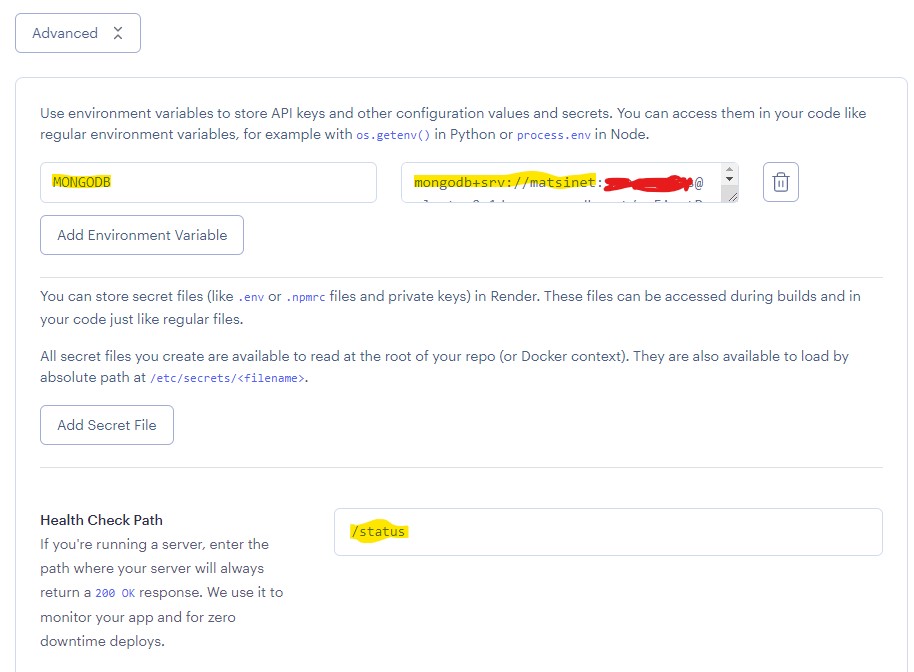 Advanced
Use environment variables to store API keys and other configuration values and secrets. You can access them in your code like
regular environment variables, for example with os.getenv() in Python or process.env in Node.
MONGODB
mongodb+srv://matsinet:
@
Add Environment Variable
You can store secret files (like .env or .npmrc files and private keys) in Render. These files can be accessed during builds and in
your code just like regular files.
All secret files you create are available to read at the root of your repo (or Docker context). They are also available to load by
absolute path at /etc/secrets/<filename>.
Add Secret File
Health Check Path
/status
If you're running a server, enter the
path where your server will always
return a 200 OK response. We use it to
monitor your app and for zero
downtime deploys.